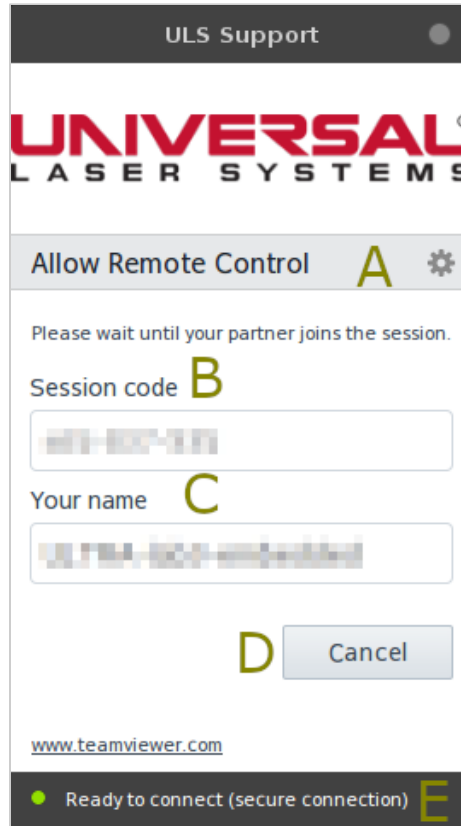 ULS Support
UNIVERSAL
LASER SYSTEMS
Allow Remote Control A
Please wait until your partner joins the session.
Session code B
Your name C
D Cancel
www.teamviewer.com
Ready to connect (secure connection) E